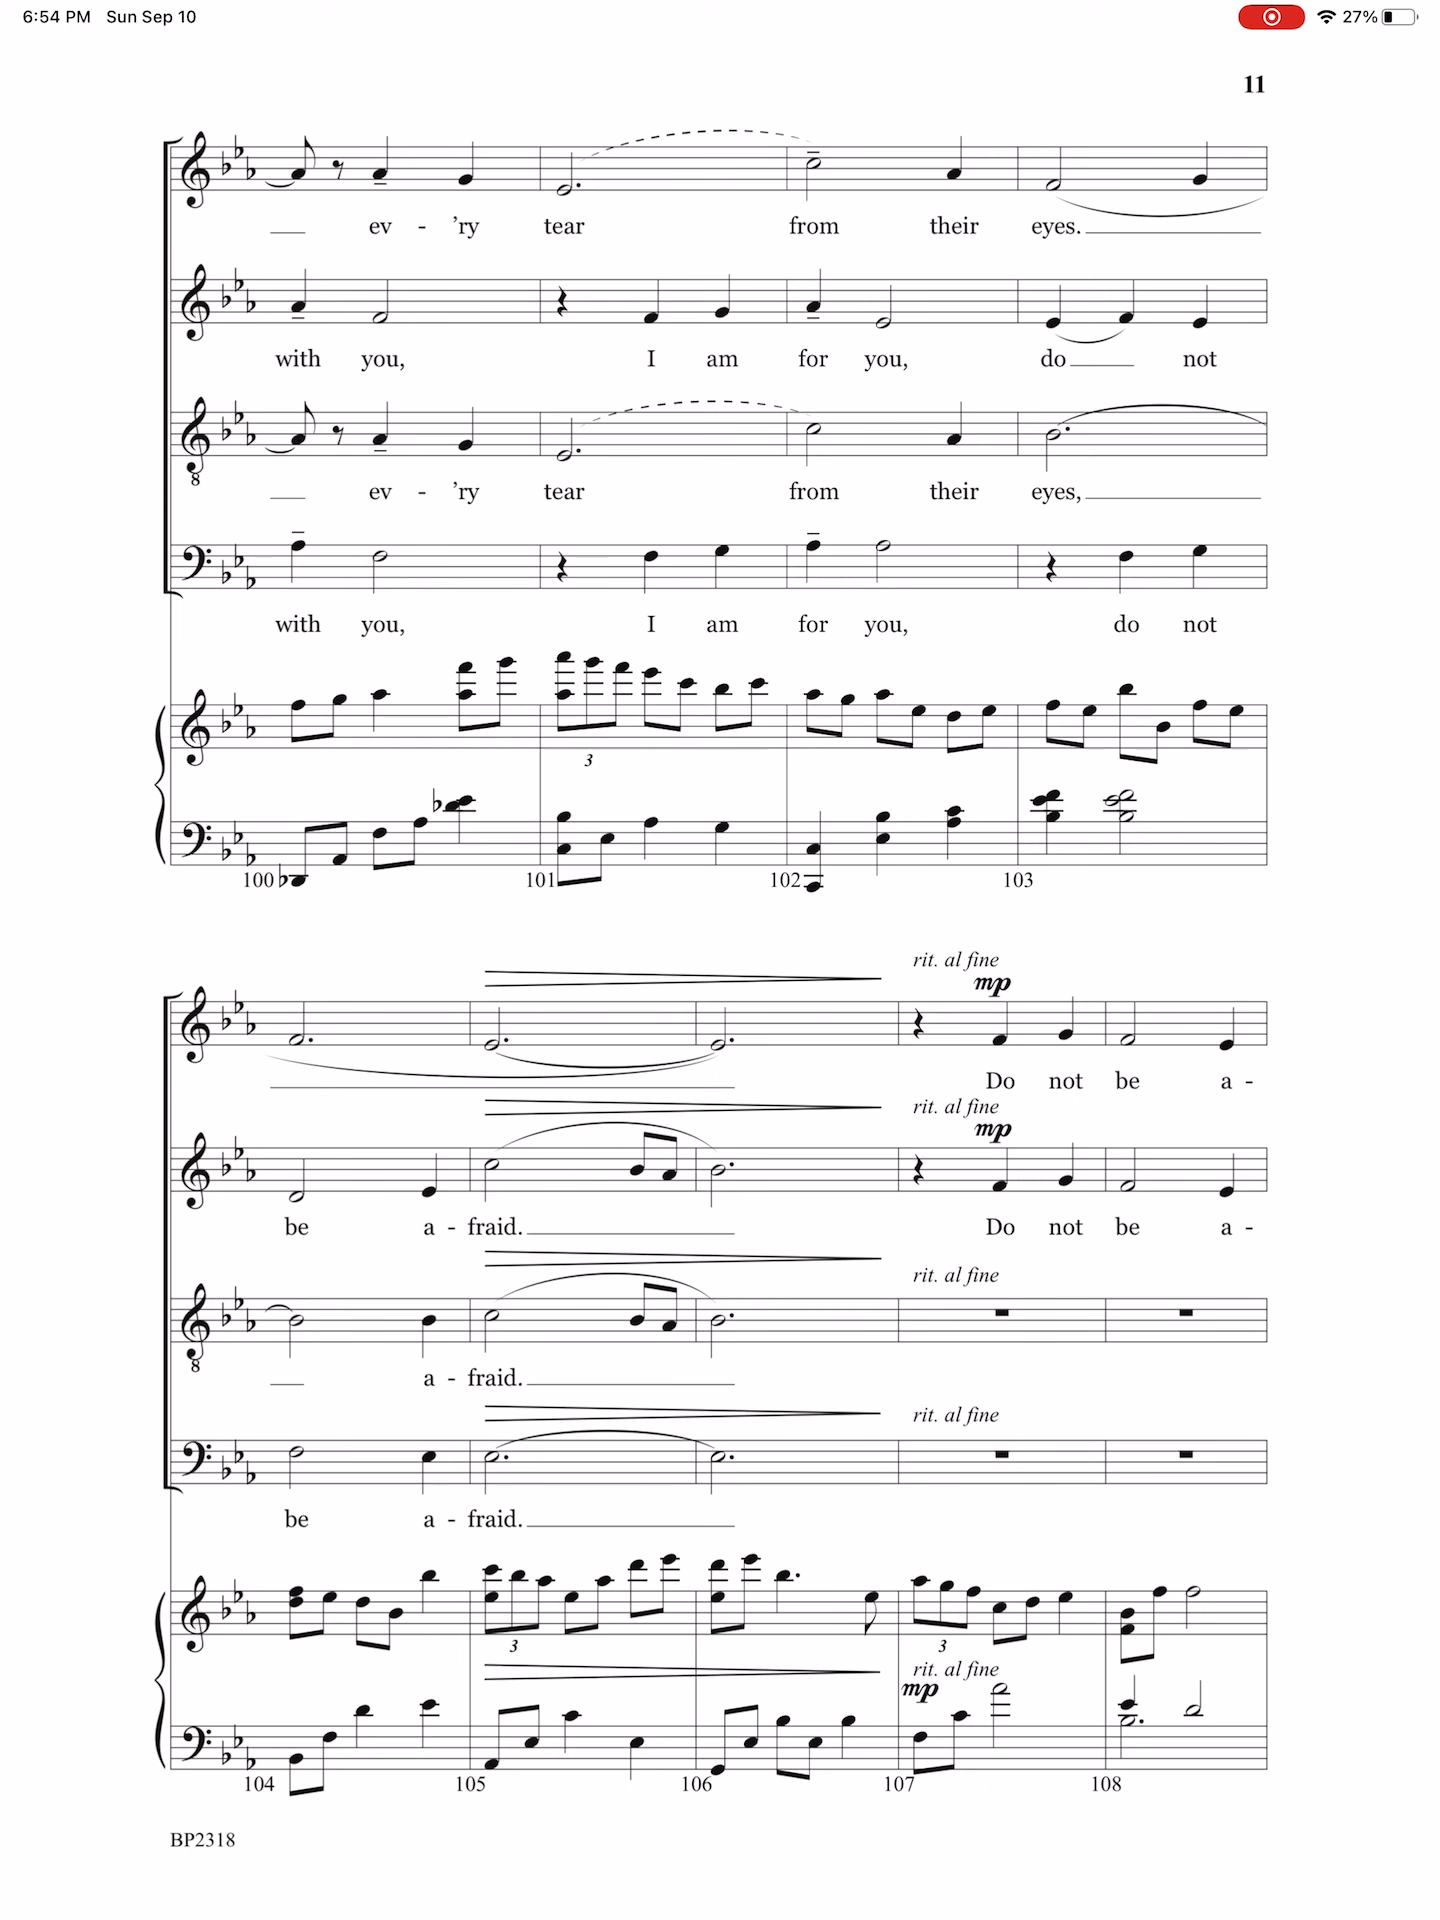 6:54 PM Sun Sep 10 27%
11
ev - ’ry tear from their eyes.
with you, I am for you, do not
8
ev - ’ry tear from their eyes,
with you, I am for you, do not
3
100 101 102 103
rit. al fine
mp
Do not be a -
rit. al fine
mp
be a - fraid. Do not be a -
rit. al fine
8
a - fraid.
rit. al fine
be a - fraid.
3 3
rit. al fine
mp
104 105 106 107 108
BP2318